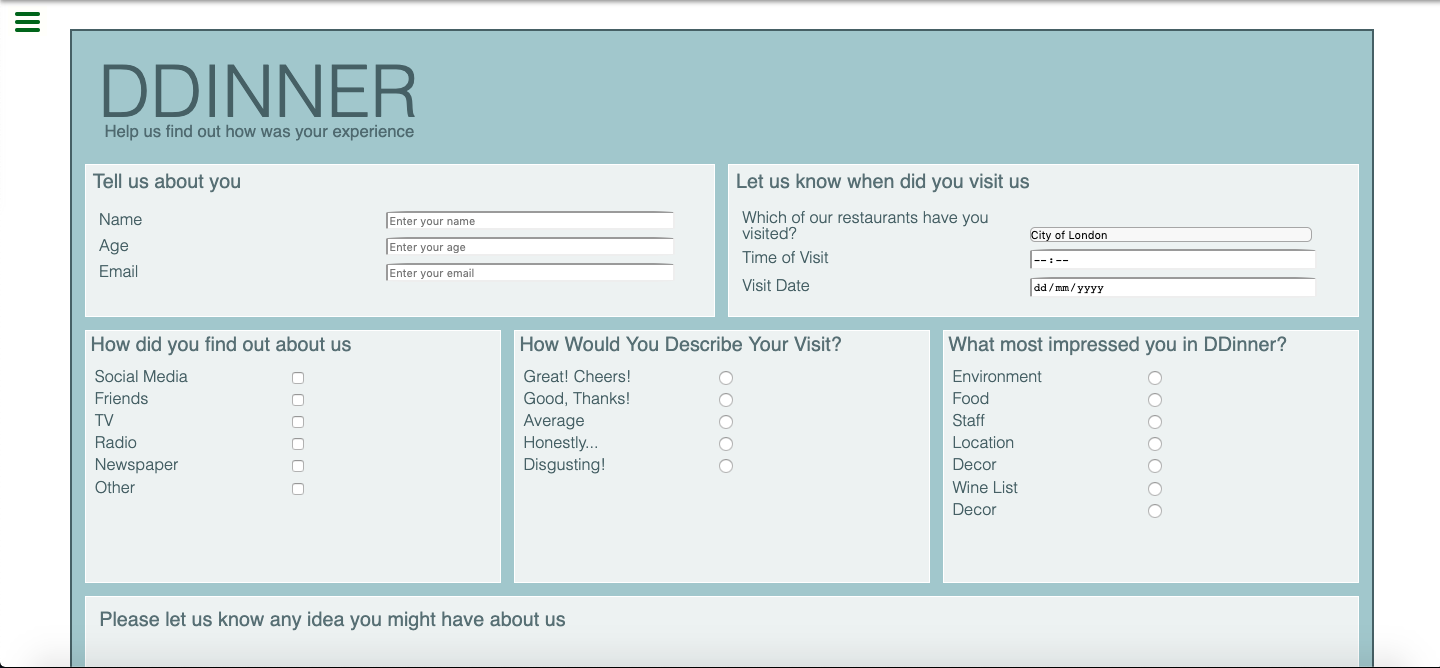 DDINNER
Help us find out how was your experience
Tell us about you
Name
Enter your name
Age
Enter your age
Email
Enter your email
Let us know when did you visit us
Which of our restaurants have you
visited?
City of London
Time of Visit
--:--
Visit Date
dd/mm/yyyy
How did you find out about us
Social Media
Friends
TV
Radio
Newspaper
Other
How Would You Describe Your Visit?
Great! Cheers!
Good, Thanks!
Average
Honestly...
Disgusting!
What most impressed you in DDinner?
Environment
Food
Staff
Location
Decor
Wine List
Decor
Please let us know any idea you might have about us